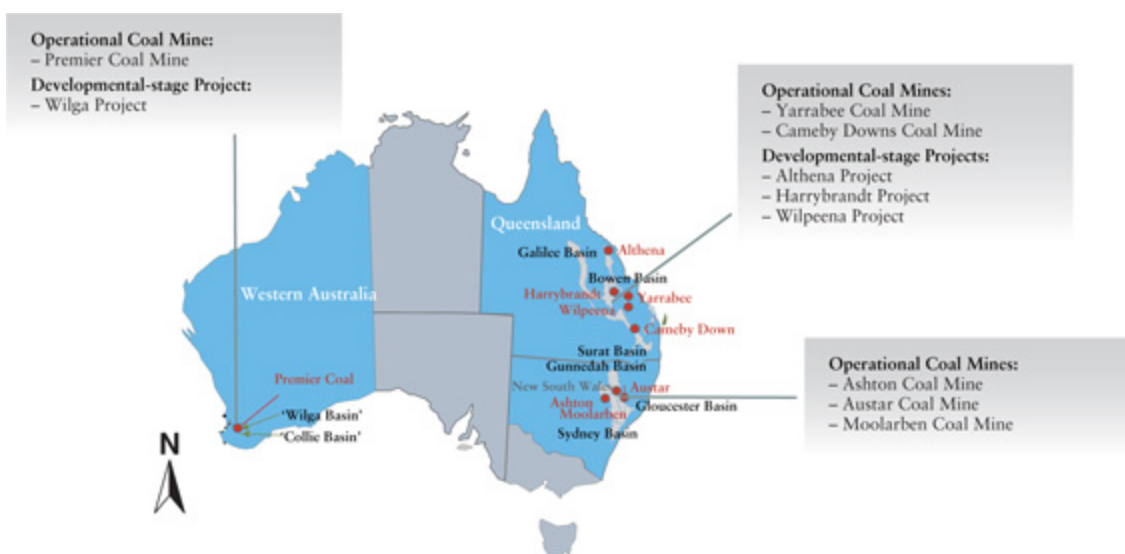 Operational Coal Mine:
– Premier Coal Mine
Developmental-stage Project:
– Wilga Project
Operational Coal Mines:
– Yarrabee Coal Mine
– Cameby Downs Coal Mine
Developmental-stage Projects:
– Althena Project
– Harrybrandt Project
– Wilpeena Project
Queensland
Galilee Basin
Althena
Bowen Basin
Harrybrandt
Yarrabee
Wilpeena
Western Australia
Cameby Down
Surat Basin
Gunnedah Basin
New South Wales
Austar
Ashton
Gloucester Basin
Moolarben
Sydney Basin
Premier Coal
'Wilga Basin'
'Collie Basin'
N
Operational Coal Mines:
– Ashton Coal Mine
– Austar Coal Mine
– Moolarben Coal Mine